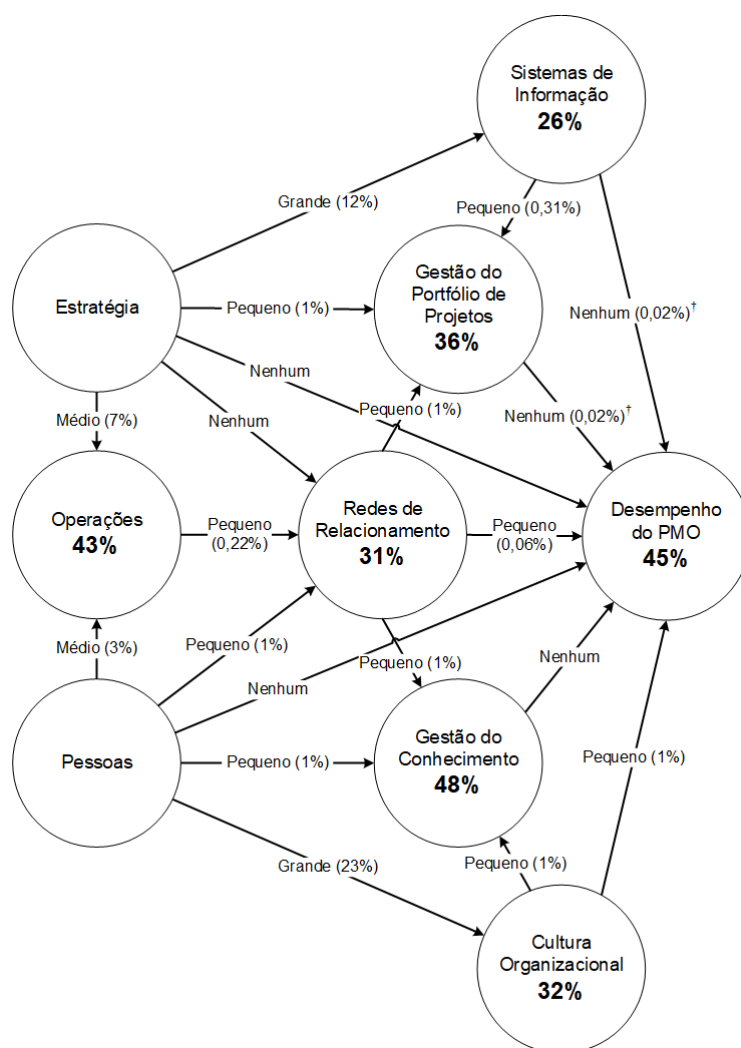 Sistemas de
Informação
26%
Grande (12%)
Pequeno (0,31%)
Gestão do
Portfólio de
Projetos
36%
Estratégia
Pequeno (1%)
Nenhum (0,02%)†
Nenhum
Pequeno (1%)
Nenhum (0,02%)†
Médio (7%)
Nenhum
Operações
43%
Pequeno
(0,22%)
Redes de
Relacionamento
31%
Pequeno
(0,06%)
Desempenho
do PMO
45%
Médio (3%)
Pequeno (1%)
Pequeno (1%)
Nenhum
Nenhum
Pessoas
Pequeno (1%)
Gestão do
Conhecimento
48%
Pequeno (1%)
Grande (23%)
Pequeno (1%)
Cultura
Organizacional
32%